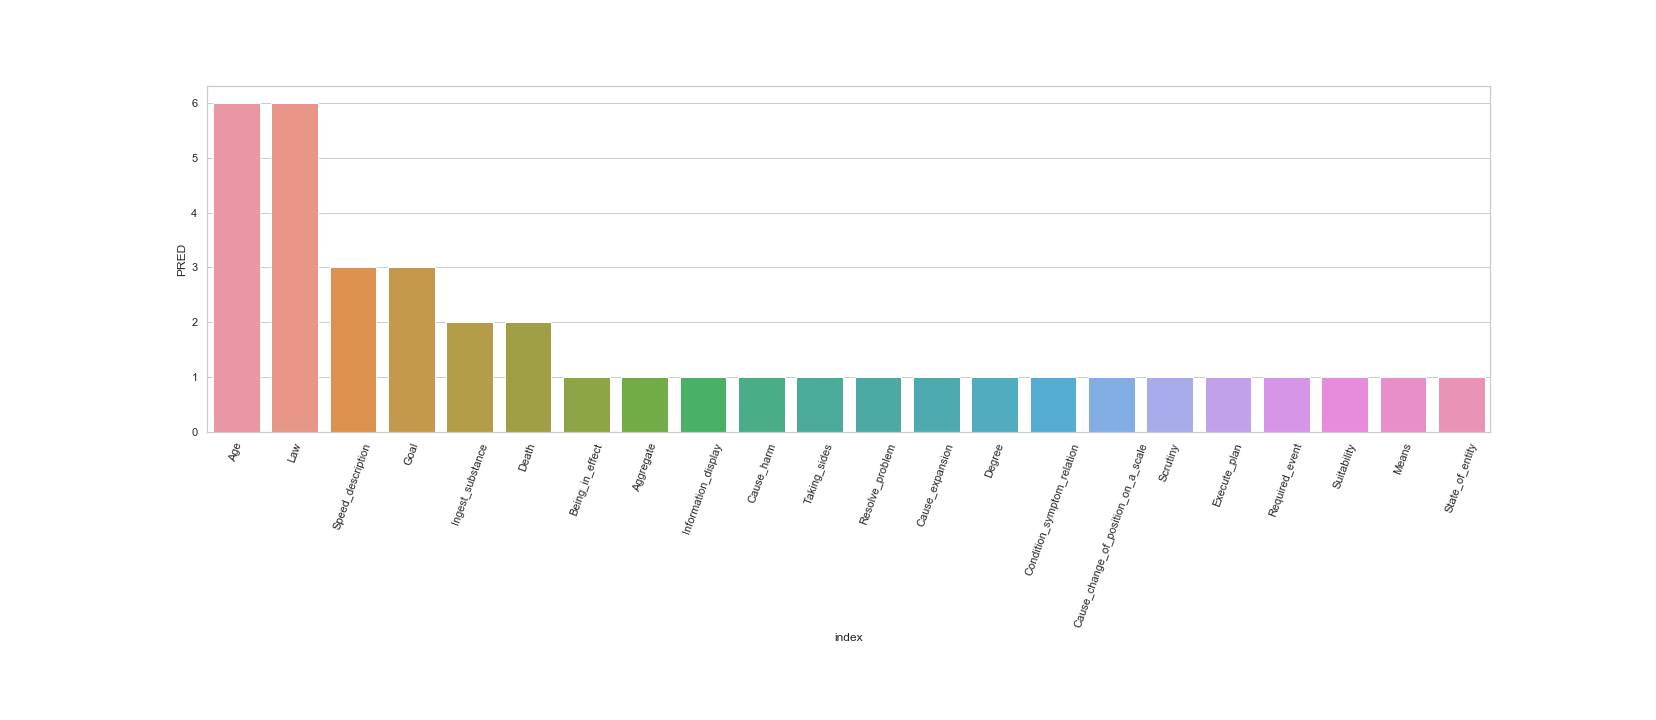 6
5
4
3
2
1
0
PRED
Age
Law
Speed_description
Goal
Ingest_substance
Death
Being_in_effect
Aggregate
Information_display
Cause_harm
Taking_sides
Resolve_problem
Cause_expansion
Degree
Condition_symptom_relation
Cause_change_of_position_on_a_scale
Scrutiny
Execute_plan
Required_event
Suitability
Means
State_of_entity
index